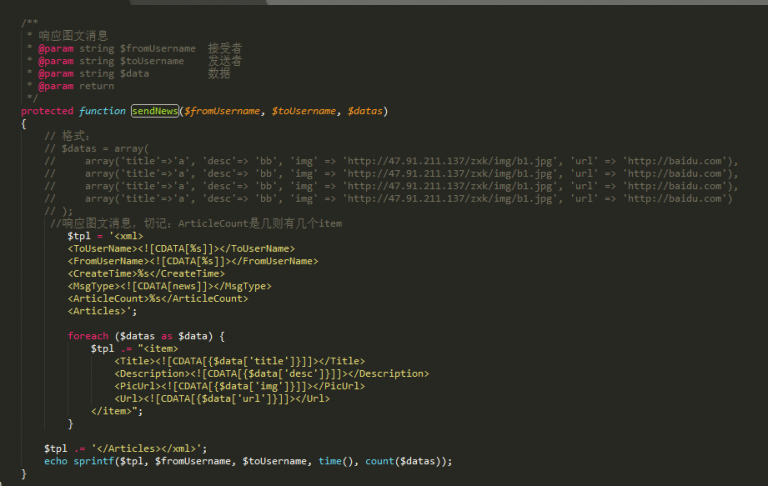 /**
 * 响应图文消息
 * @param string $fromUsername  接受者
 * @param string $toUsername    发送者
 * @param string $data          数据
 * @param return
 */
protected function sendNews($fromUsername, $toUsername, $datas)
{
    // 格式：
    // $datas = array(
    //     array('title'=>'a', 'desc'=> 'bb', 'img' => 'http://47.91.211.137/zxk/img/b1.jpg', 'url' => 'http://baidu.com'),
    //     array('title'=>'a', 'desc'=> 'bb', 'img' => 'http://47.91.211.137/zxk/img/b1.jpg', 'url' => 'http://baidu.com'),
    //     array('title'=>'a', 'desc'=> 'bb', 'img' => 'http://47.91.211.137/zxk/img/b1.jpg', 'url' => 'http://baidu.com'),
    //     array('title'=>'a', 'desc'=> 'bb', 'img' => 'http://47.91.211.137/zxk/img/b1.jpg', 'url' => 'http://baidu.com')
    // );
     //响应图文消息，切记：ArticleCount是几则有几个item
        $tpl = '<xml>
        <ToUserName><![CDATA[%s]]></ToUserName>
        <FromUserName><![CDATA[%s]]></FromUserName>
        <CreateTime>%s</CreateTime>
        <MsgType><![CDATA[news]]></MsgType>
        <ArticleCount>%s</ArticleCount>
        <Articles>';

        foreach ($datas as $data) {
            $tpl .= "<item>
                <Title><![CDATA[{$data['title']}]]></Title>
                <Description><![CDATA[{$data['desc']}]]></Description>
                <PicUrl><![CDATA[{$data['img']}]]></PicUrl>
                <Url><![CDATA[{$data['url']}]]></Url>
            </item>";
        }

    $tpl .= '</Articles></xml>';
    echo sprintf($tpl, $fromUsername, $toUsername, time(), count($datas));
}